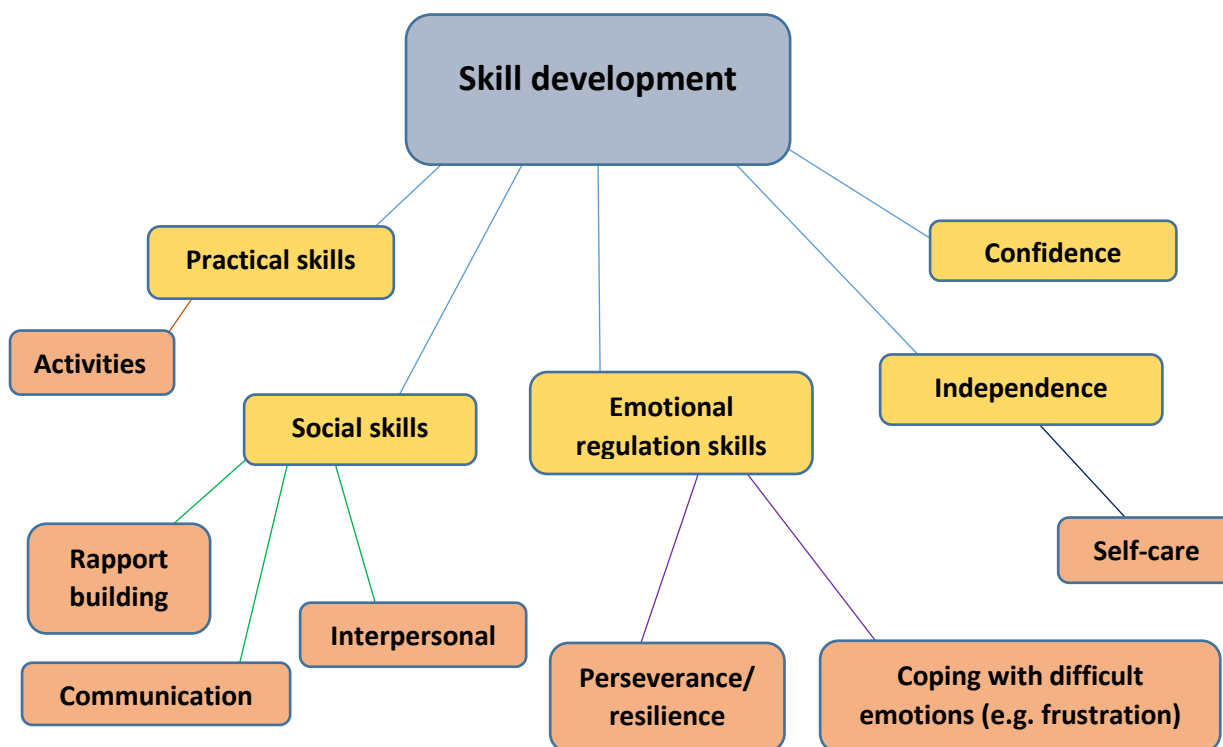 Skill development
Practical skills
Confidence
Activities
Independence
Social skills
Emotional
regulation skills
Self-care
Rapport
building
Interpersonal
Communication
Perseverance/
resilience
Coping with difficult
emotions (e.g. frustration)